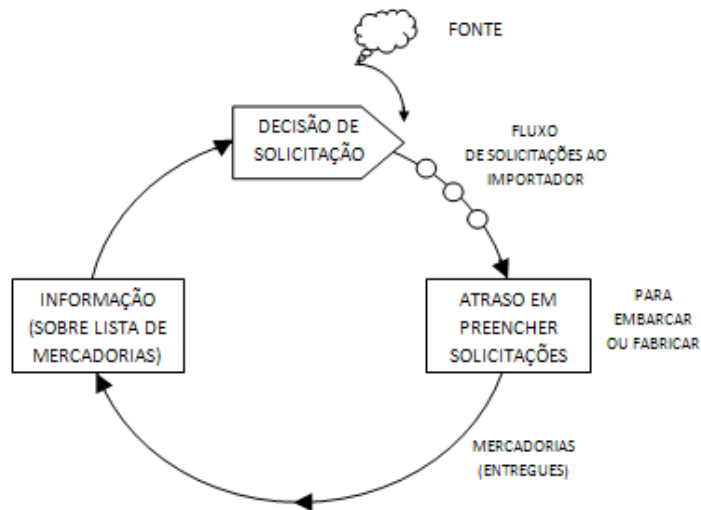 FONTE
DECISÃO DE
SOLICITAÇÃO
FLUXO
DE SOLICITAÇÕES AO
IMPORTADOR
INFORMAÇÃO
(SOBRE LISTA DE
MERCADORIAS)
ATRASO EM
PREENCHER
SOLICITAÇÕES
PARA
EMBARCAR
OU FABRICAR
MERCADORIAS
(ENTREGUES)